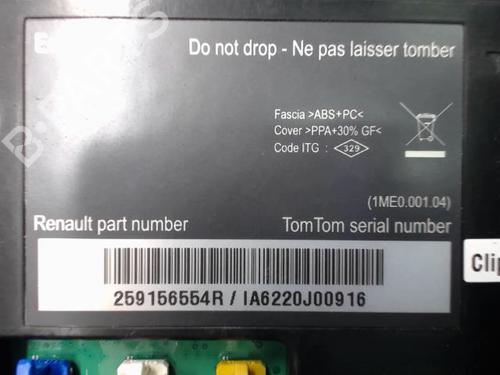 Do not drop - Ne pas laisser tomber
Fascia >ABS+PC<
Cover >PPA+30% GF<
Code ITG : 329
(1ME0.001.04)
Renault part number TomTom serial number
259156554R / IA6220J00916
Clip